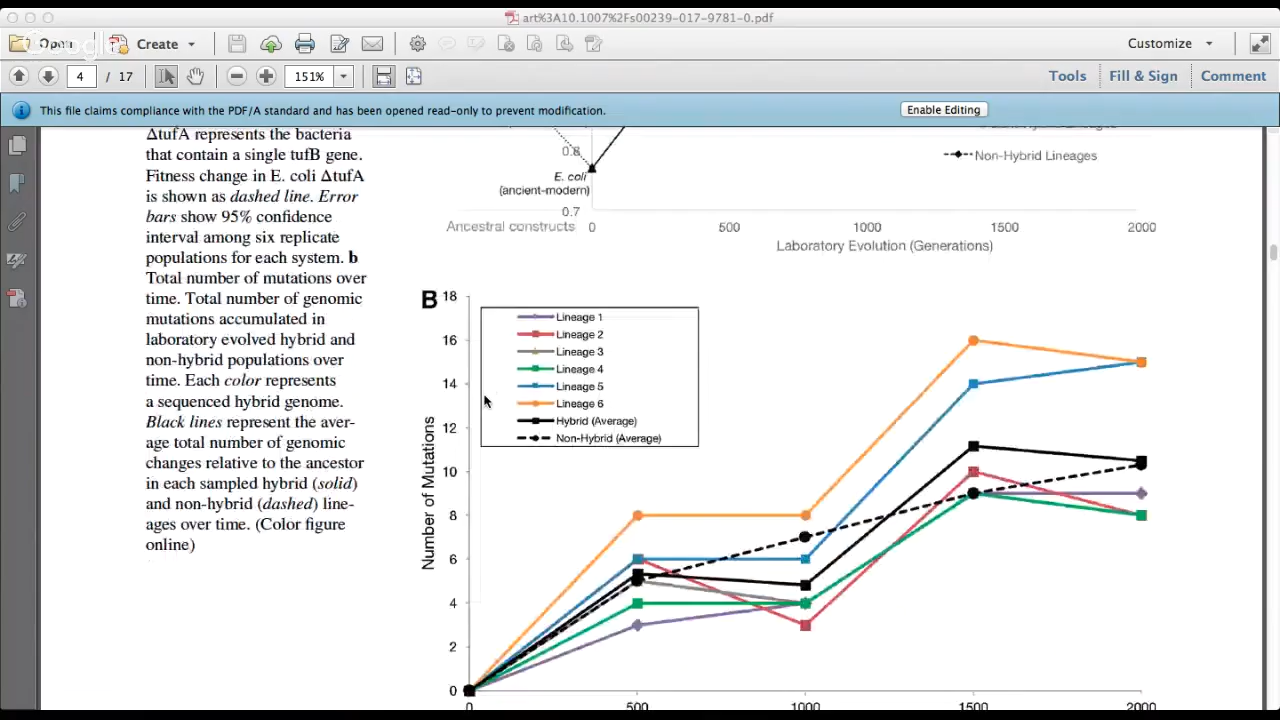 art%3A10.1007%2Fs00239-017-9781-0.pdf
Open
Create
Customize
4 / 17
151%
Tools
Fill & Sign
Comment
This file claims compliance with the PDF/A standard and has been opened read-only to prevent modification.
Enable Editing
ΔtufA represents the bacteria
that contain a single tufB gene.
Fitness change in E. coli ΔtufA
is shown as dashed line. Error
bars show 95% confidence
interval among six replicate
populations for each system. b
Total number of mutations over
time. Total number of genomic
mutations accumulated in
laboratory evolved hybrid and
non-hybrid populations over
time. Each color represents
a sequenced hybrid genome.
Black lines represent the aver-
age total number of genomic
changes relative to the ancestor
in each sampled hybrid (solid)
and non-hybrid (dashed) line-
ages over time. (Color figure
online)
0.8
E. coli
(ancient-modern)
0.7
Non-Hybrid Lineages
Ancestral constructs 0 500 1000 1500 2000
Laboratory Evolution (Generations)
B
18
16
14
12
10
8
6
4
2
0
Number of Mutations
Lineage 1
Lineage 2
Lineage 3
Lineage 4
Lineage 5
Lineage 6
Hybrid (Average)
Non-Hybrid (Average)
0 500 1000 1500 2000